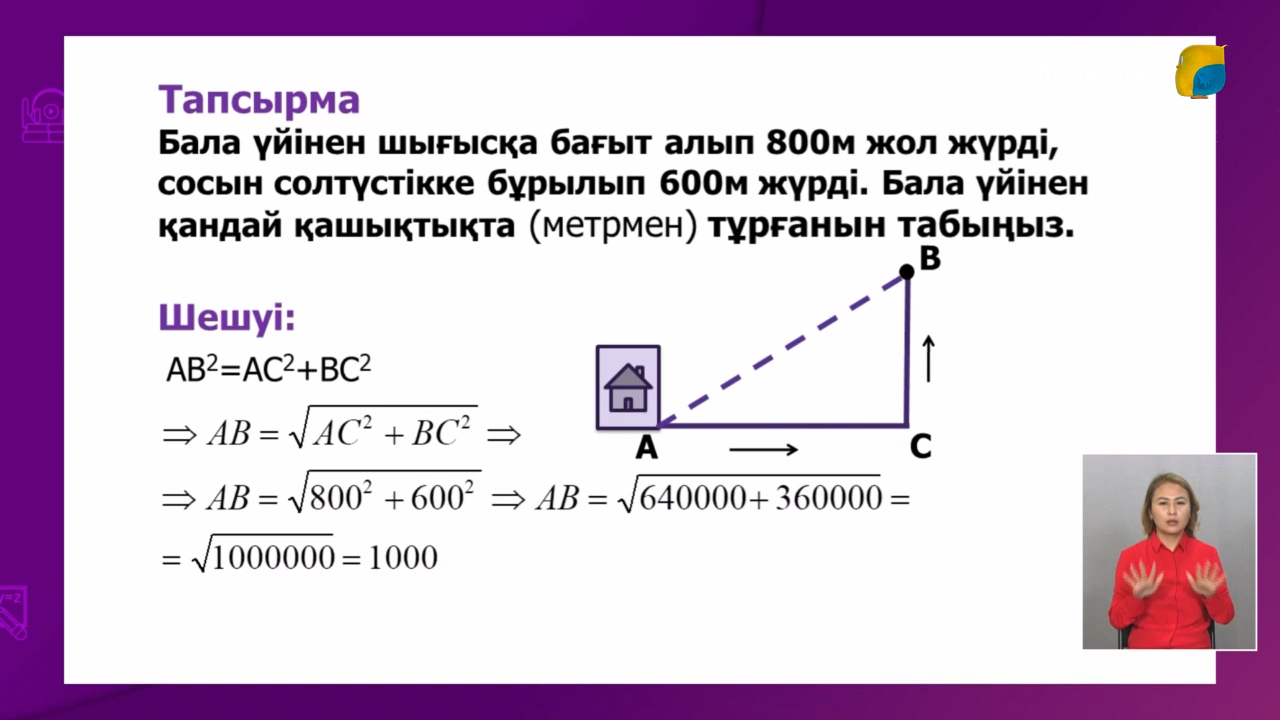 Тапсырма
Бала үйінен шығысқа бағыт алып 800м жол жүрді,
сосын солтүстікке бұрылып 600м жүрді. Бала үйінен
қандай қашықтықта (метрмен) тұрғанын табыңыз.
B
Шешуі:
AB²=AC²+BC²
⇒ AB = √(AC² + BC²) ⇒
A
C
⇒ AB = √(800² + 600²) ⇒ AB = √(640000+ 360000) =
= √1000000 = 1000